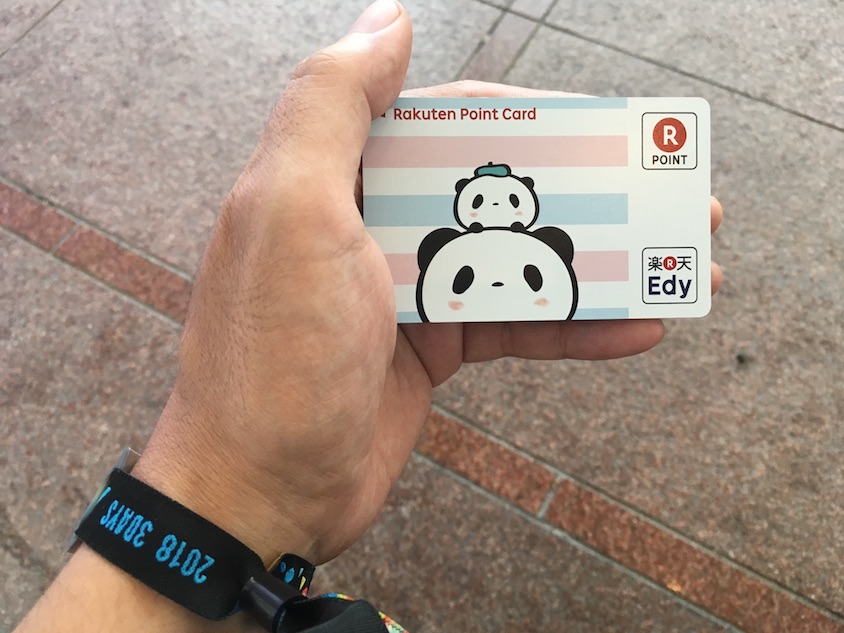 Rakuten Point Card
R
POINT
楽R天
Edy
2018 3DAYS